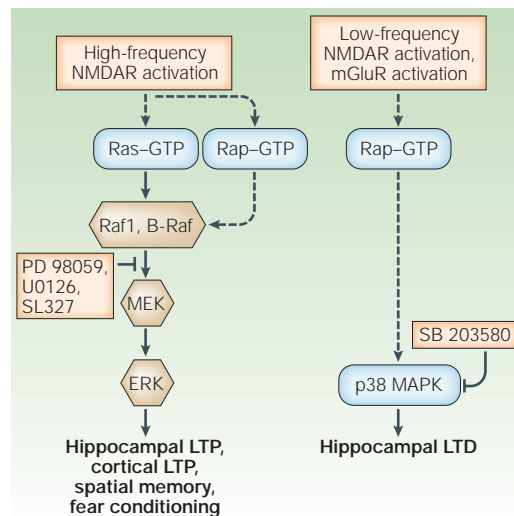 High-frequency
NMDAR activation
Low-frequency
NMDAR activation,
mGluR activation
Ras–GTP
Rap–GTP
Rap–GTP
Raf1, B-Raf
PD 98059,
U0126,
SL327
MEK
SB 203580
ERK
p38 MAPK
Hippocampal LTP,
cortical LTP,
spatial memory,
fear conditioning
Hippocampal LTD